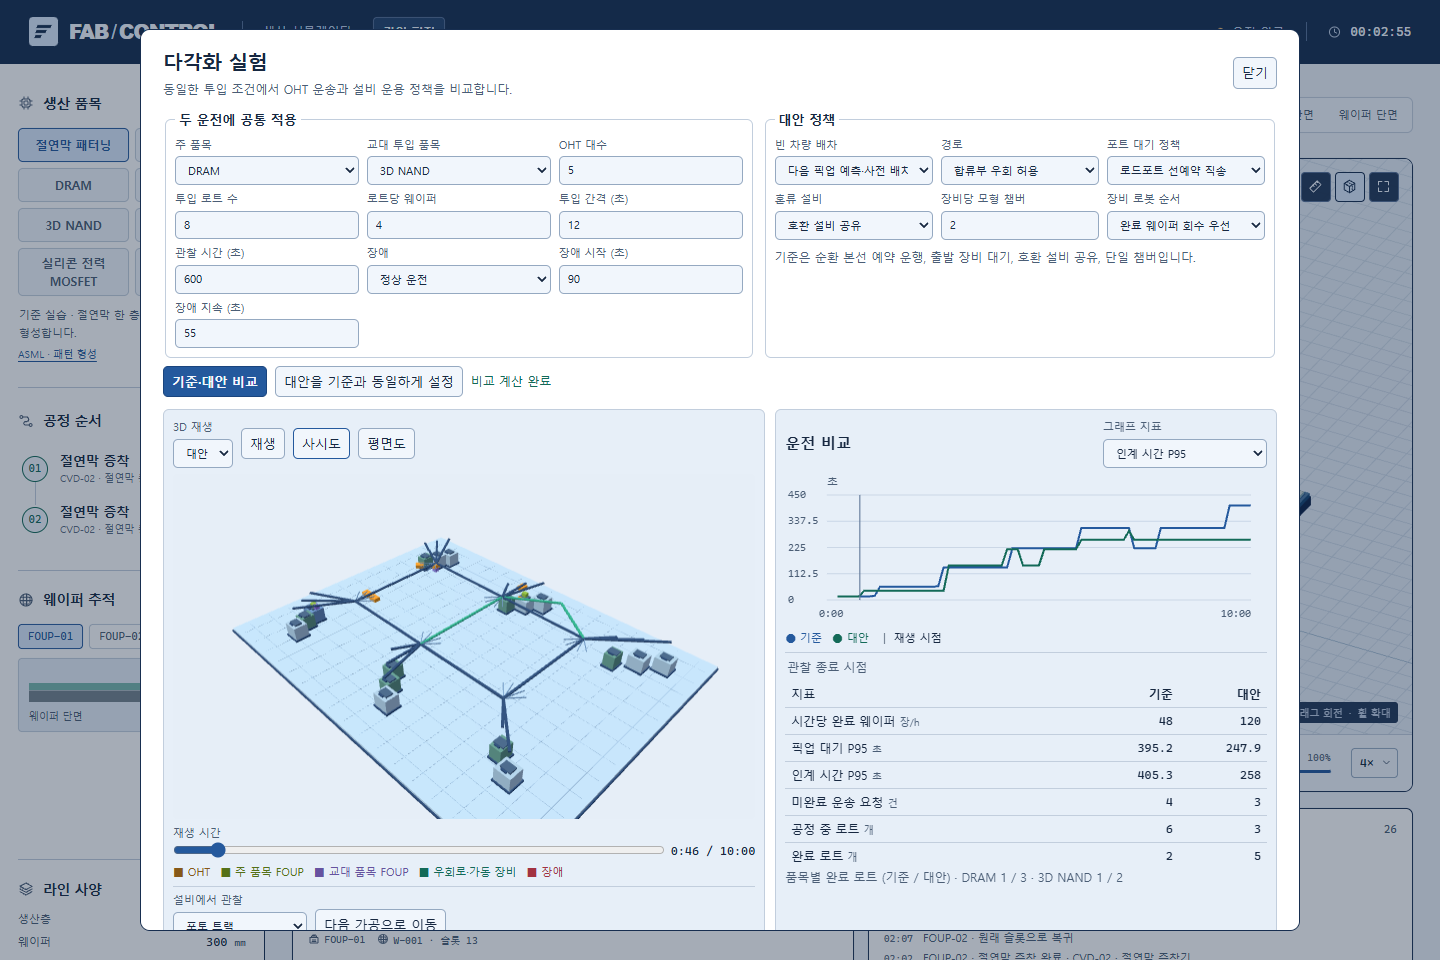 FAB/CONTROL
00:02:55
생산 품목
절연막 패터닝
DRAM
3D NAND
실리콘 전력
MOSFET
기준 실습 · 절연막 한 층
형성합니다.
ASML · 패턴 형성
공정 순서
01 절연막 증착
CVD-02 · 절연막
02 절연막 증착
CVD-02 · 절연막
웨이퍼 추적
FOUP-01
웨이퍼 단면
라인 사양
생산층
웨이퍼 300 mm
다각화 실험
동일한 투입 조건에서 OHT 운송과 설비 운용 정책을 비교합니다.
닫기
두 운전에 공통 적용
주 품목 교대 투입 품목 OHT 대수
DRAM 3D NAND 5
투입 로트 수 로트당 웨이퍼 투입 간격 (초)
8 4 12
관찰 시간 (초) 장애 장애 시작 (초)
600 정상 운전 90
장애 지속 (초)
55
대안 정책
빈 차량 배차 경로 포트 대기 정책
다음 픽업 예측·사전 배차 합류부 우회 허용 로드포트 선예약 직송
혼류 설비 장비당 모형 챔버 장비 로봇 순서
호환 설비 공유 2 완료 웨이퍼 회수 우선
기준은 순환 본선 예약 운행, 출발 장비 대기, 호환 설비 공유, 단일 챔버입니다.
기준·대안 비교 대안을 기준과 동일하게 설정 비교 계산 완료
3D 재생
대안 재생 사시도 평면도
재생 시간
0:46 / 10:00
OHT 주 품목 FOUP 교대 품목 FOUP 우회로·가동 장비 장애
설비에서 관찰
포토 트랙 다음 가공으로 이동
운전 비교
그래프 지표
인계 시간 P95
초
450
337.5
225
112.5
0
0:00 10:00
기준 대안 | 재생 시점
관찰 종료 시점
지표 기준 대안
시간당 완료 웨이퍼 장/h 48 120
픽업 대기 P95 초 395.2 247.9
인계 시간 P95 초 405.3 258
미완료 운송 요청 건 4 3
공정 중 로트 개 6 3
완료 로트 개 2 5
품목별 완료 로트 (기준 / 대안) · DRAM 1 / 3 · 3D NAND 1 / 2
웨이퍼 단면
래그 회전 · 휠 확대
100% 4×
26
FOUP-01 W-001 · 슬롯 13
02:07 FOUP-02 · 원래 슬롯으로 복귀